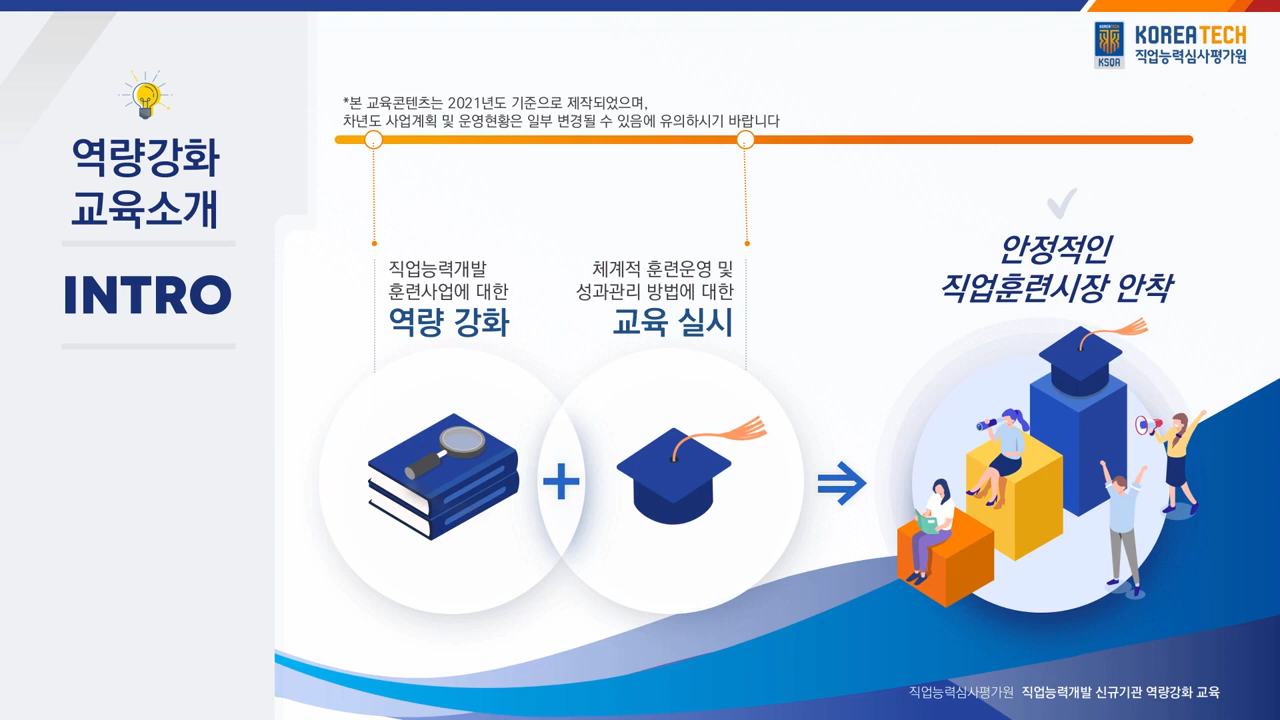 KOREATECH
KSQA
직업능력심사평가원
역량강화
교육소개
INTRO
*본 교육콘텐츠는 2021년도 기준으로 제작되었으며,
차년도 사업계획 및 운영현황은 일부 변경될 수 있음에 유의하시기 바랍니다
직업능력개발
훈련사업에 대한
역량 강화
체계적 훈련운영 및
성과관리 방법에 대한
교육 실시
안정적인
직업훈련시장 안착
직업능력심사평가원 직업능력개발 신규기관 역량강화 교육